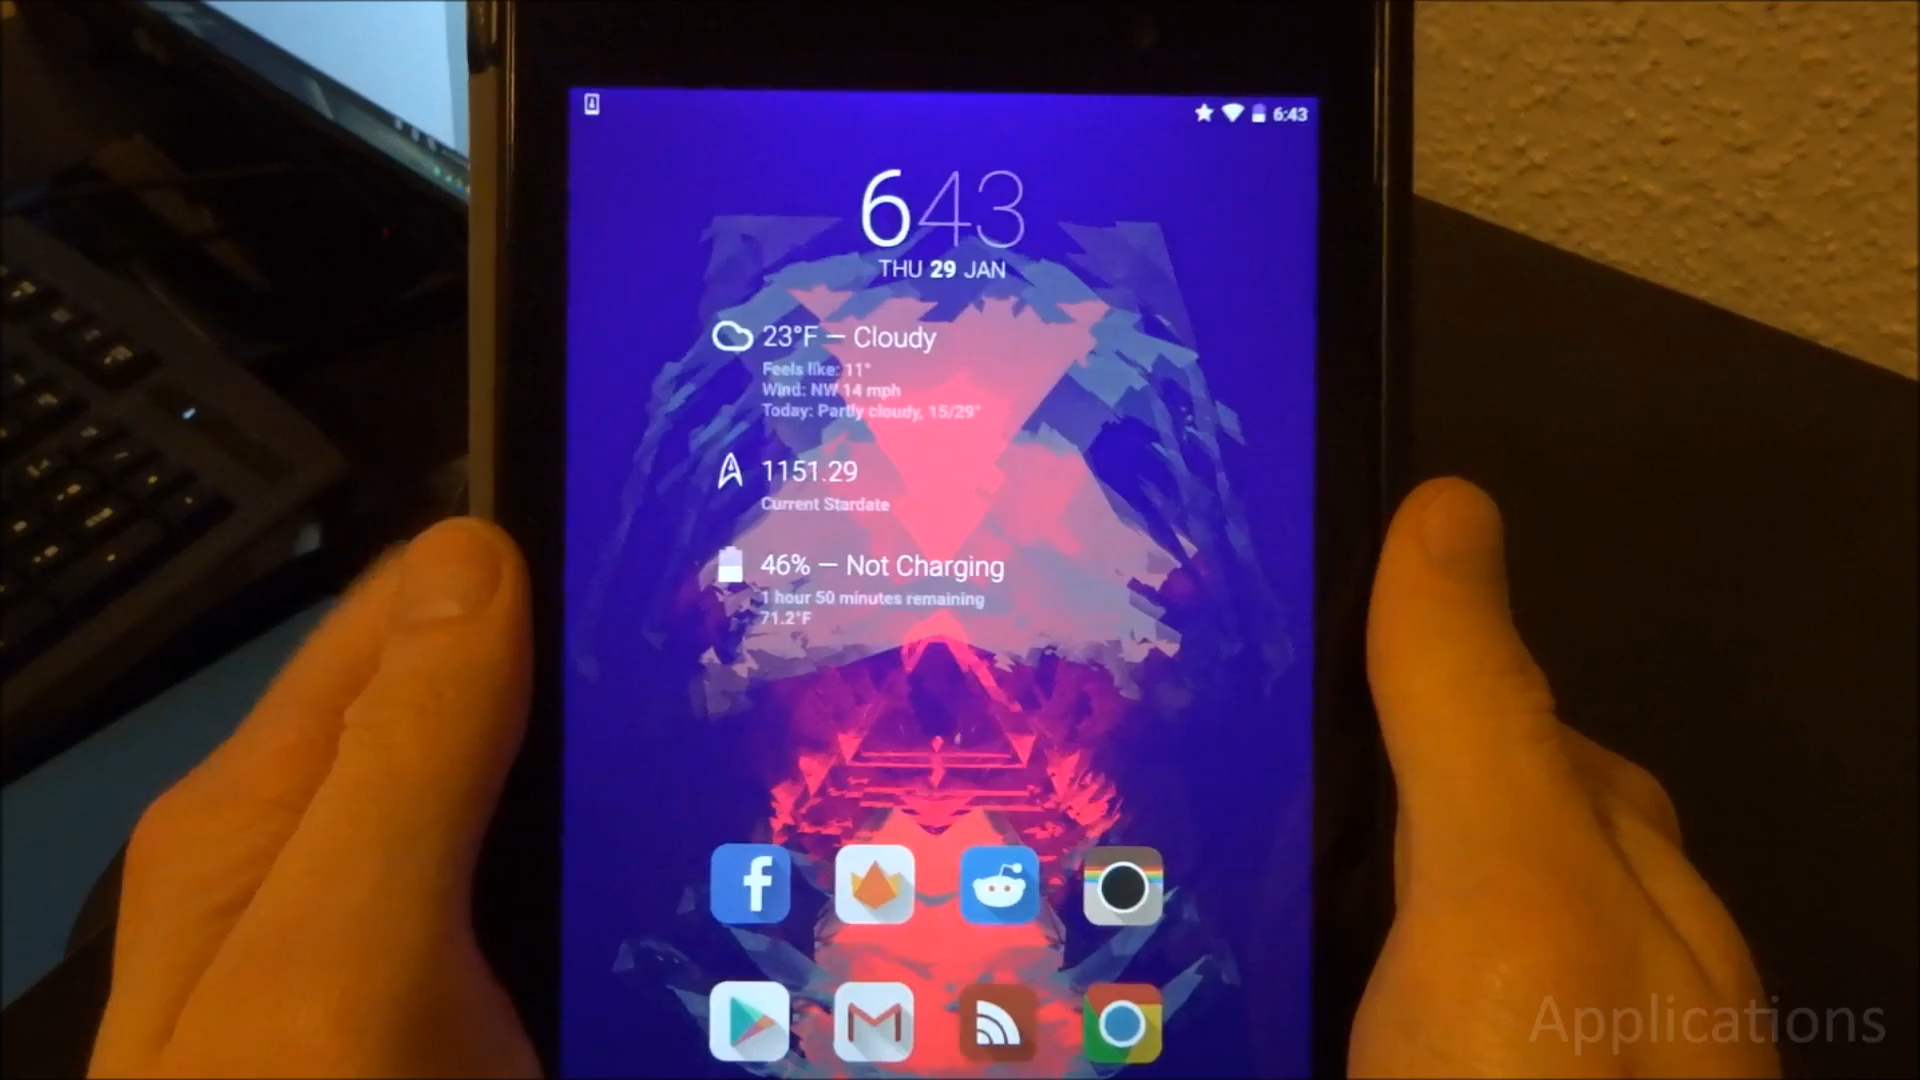 6:43
643
THU 29 JAN
23°F — Cloudy
Feels like: 11°
Wind: NW 14 mph
Today: Partly cloudy, 15/29°
1151.29
Current Stardate
46% — Not Charging
1 hour 50 minutes remaining
71.2°F
Applications